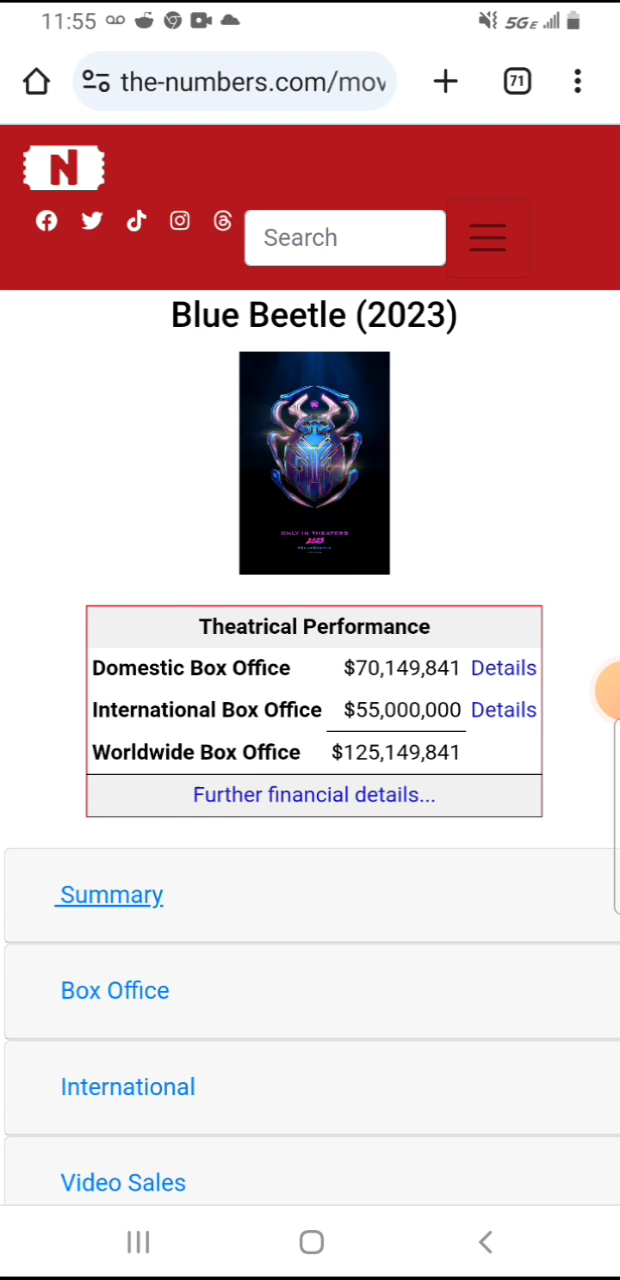 11:55
5GE
the-numbers.com/mov
71
N
Search
Blue Beetle (2023)
ONLY IN THEATERS
2023
Theatrical Performance
Domestic Box Office $70,149,841 Details
International Box Office $55,000,000 Details
Worldwide Box Office $125,149,841
Further financial details...
Summary
Box Office
International
Video Sales